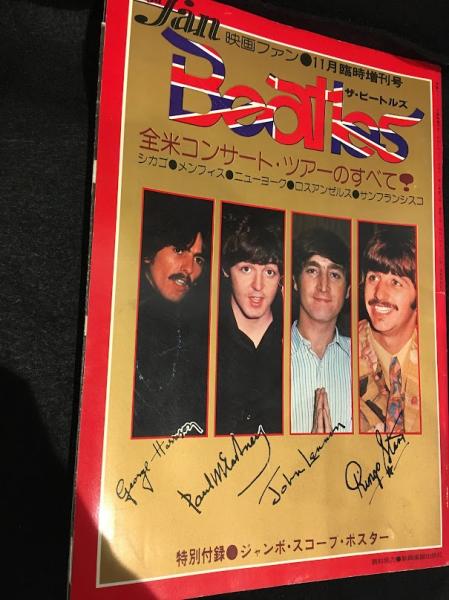 Fan
映画ファン●11月臨時増刊号
ザ・ビートルズ
Beatles
全米コンサート・ツアーのすべて!
シカゴ●メンフィス●ニューヨーク●ロスアンゼルス●サンフランシスコ
George Harrison
Paul McCartney
John Lennon
Ringo Starr
特別付録●ジャンボ・スコープ・ポスター